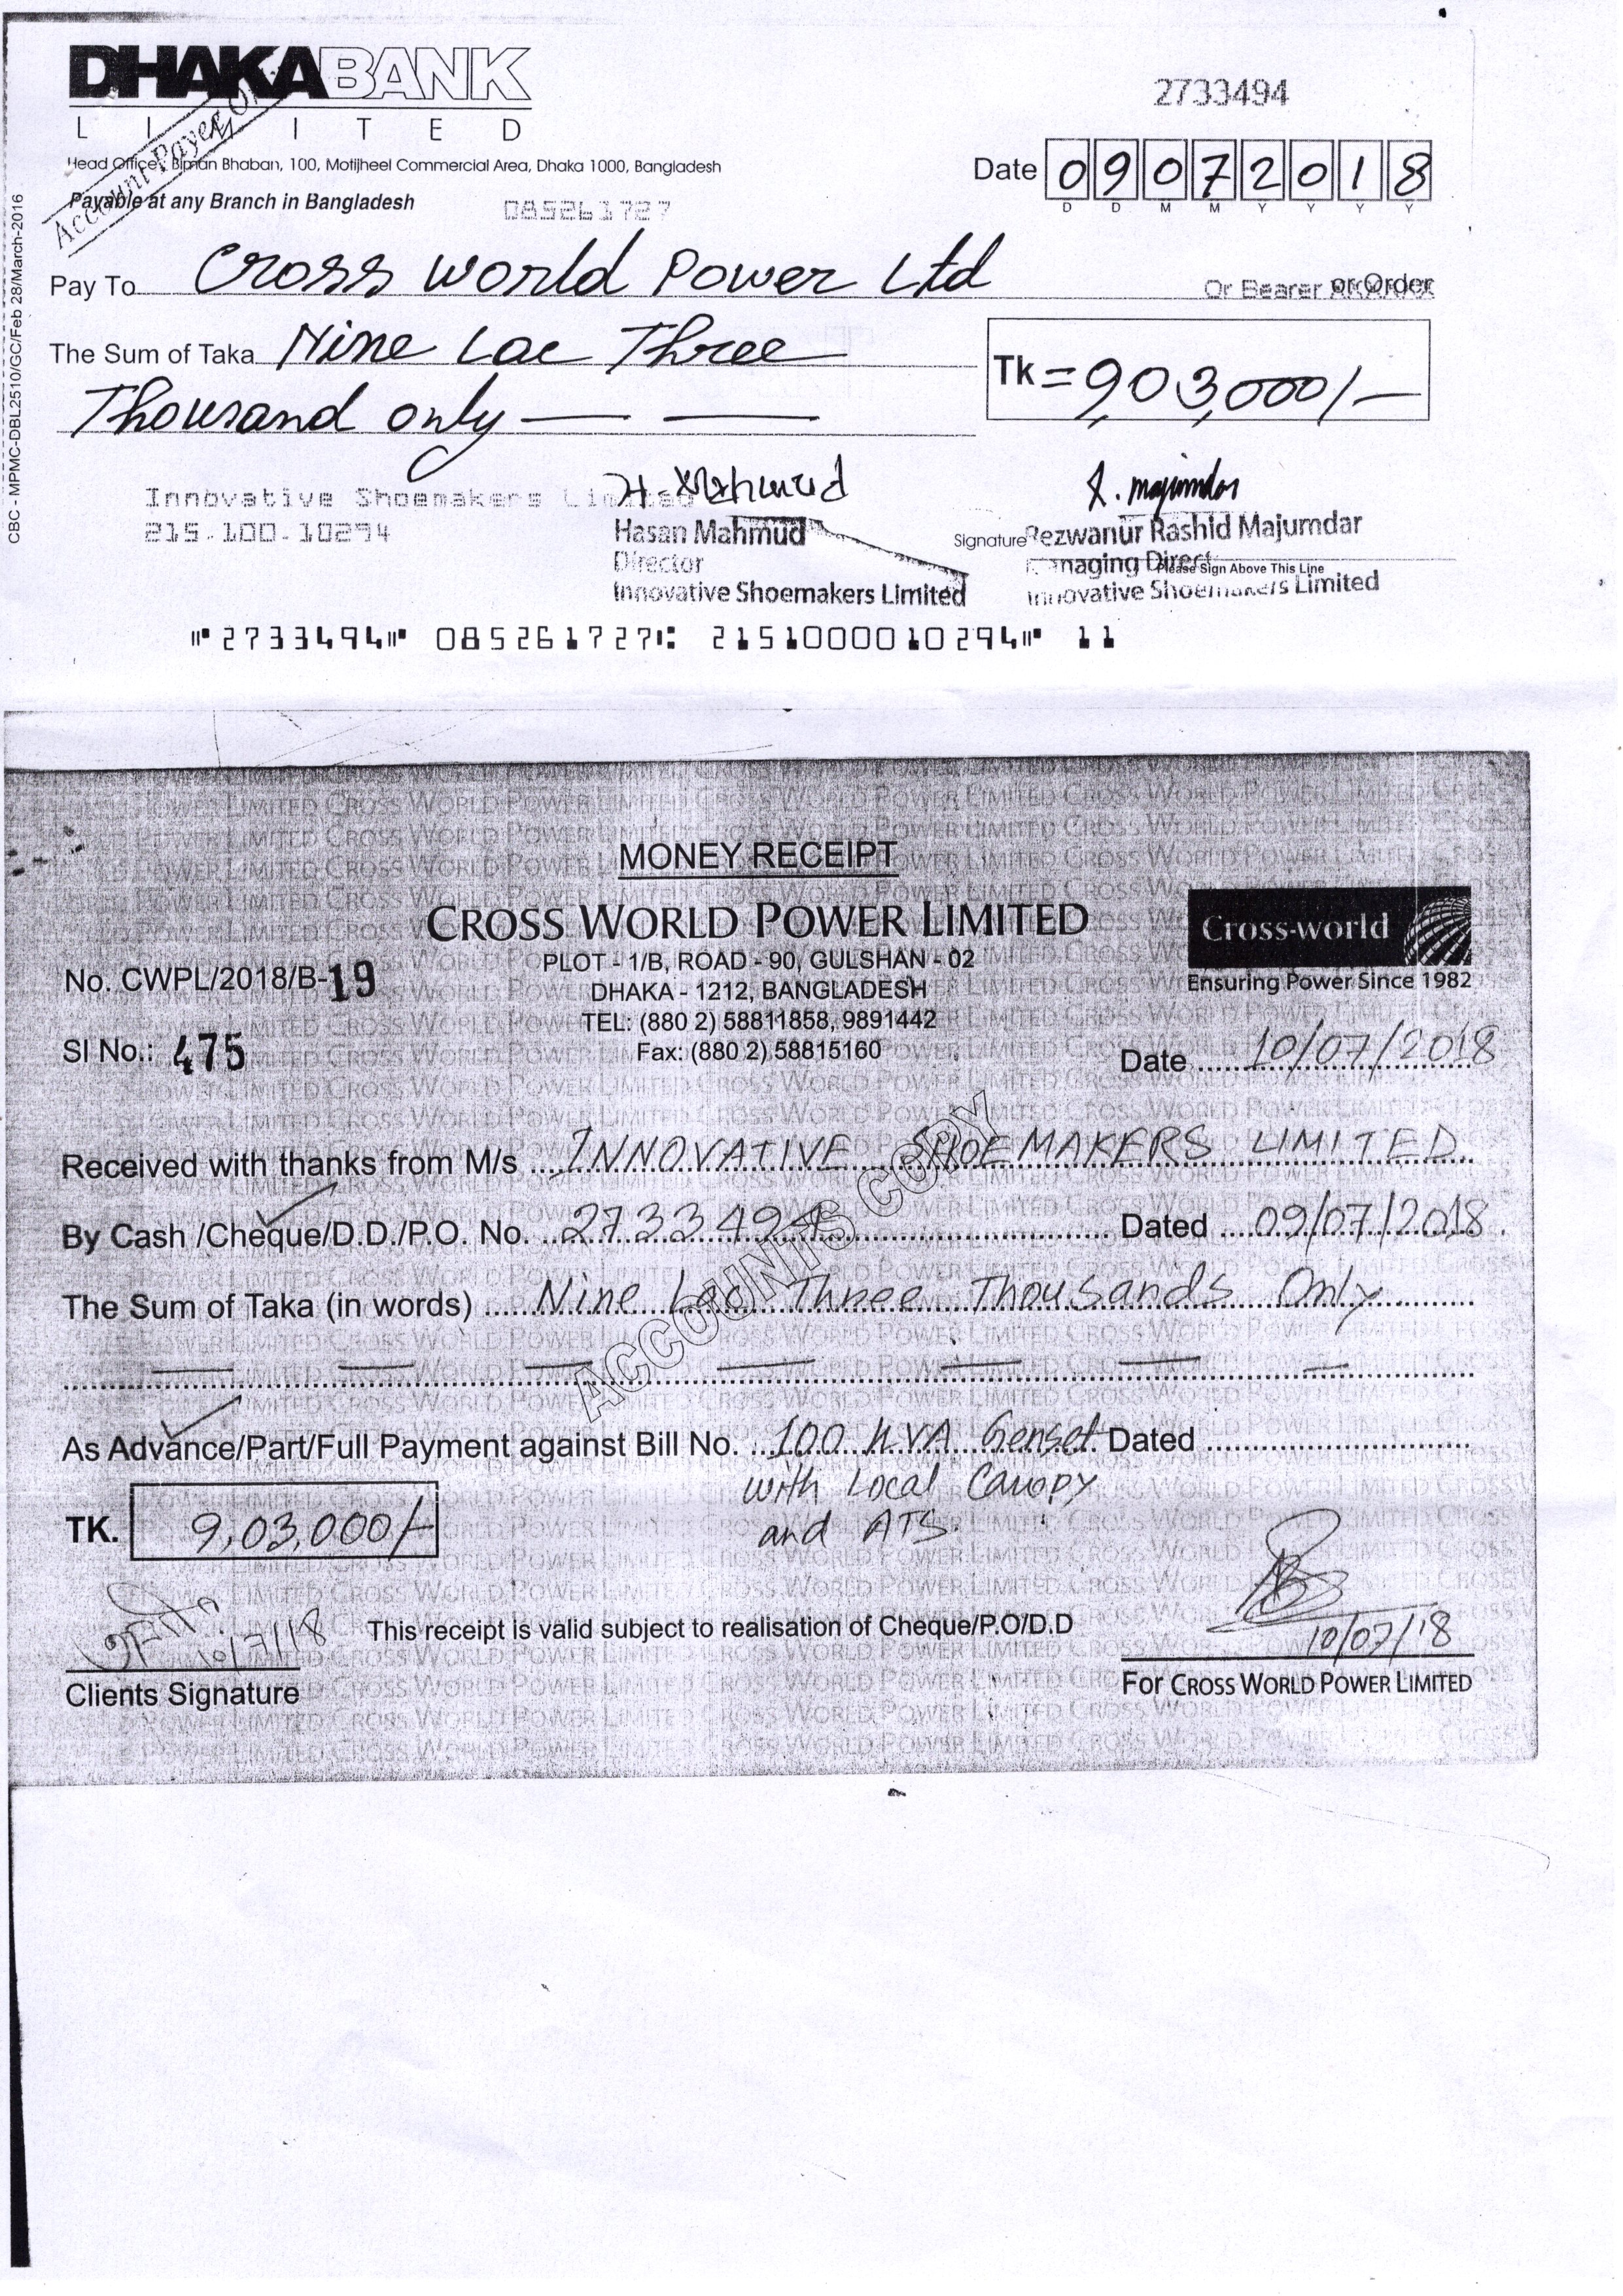 DHAKABANK
LIMITED
2733494
Account Payee
Head Office: Biman Bhaban, 100, Motijheel Commercial Area, Dhaka 1000, Bangladesh
Date 09072018
D D M M Y Y Y Y
Payable at any Branch in Bangladesh
085261727
CBC - MPMC-DBL2510/GC/Feb 28/March-2016
Pay To Cross World Power Ltd
Or Bearer or Order
The Sum of Taka Nine Lac Three
Thousand only
Tk = 9,03,000/-
Innovative Shoemakers Limited
215.100.10294
H. Mahmud
Hasan Mahmud
Director
Innovative Shoemakers Limited
R. Majumdar
Signature
Rezwanur Rashid Majumdar
Managing Direct
Please Sign Above This Line
Innovative Shoemakers Limited
⑈2733494⑈ 085261727⑆ 2151000010294⑈ 11
MONEY RECEIPT
CROSS WORLD POWER LIMITED
Cross-world
Ensuring Power Since 1982
PLOT - 1/B, ROAD - 90, GULSHAN - 02
DHAKA - 1212, BANGLADESH
TEL: (880 2) 58811858, 9891442
Fax: (880 2) 58815160
No. CWPL/2018/B-19
Sl No.: 475
Date 10/07/2018
ACCOUNTS COPY
Received with thanks from M/s INNOVATIVE SHOEMAKERS LIMITED
By Cash /Cheque/D.D./P.O. No. 2733494 Dated 09/07/2018
The Sum of Taka (in words) Nine Lac Three Thousands Only
As Advance/Part/Full Payment against Bill No. 100 KVA Genset Dated
with Local Canopy
and ATS.
TK. 9,03,000/-
10/7/18
This receipt is valid subject to realisation of Cheque/P.O/D.D
10/07/18
Clients Signature
For CROSS WORLD POWER LIMITED